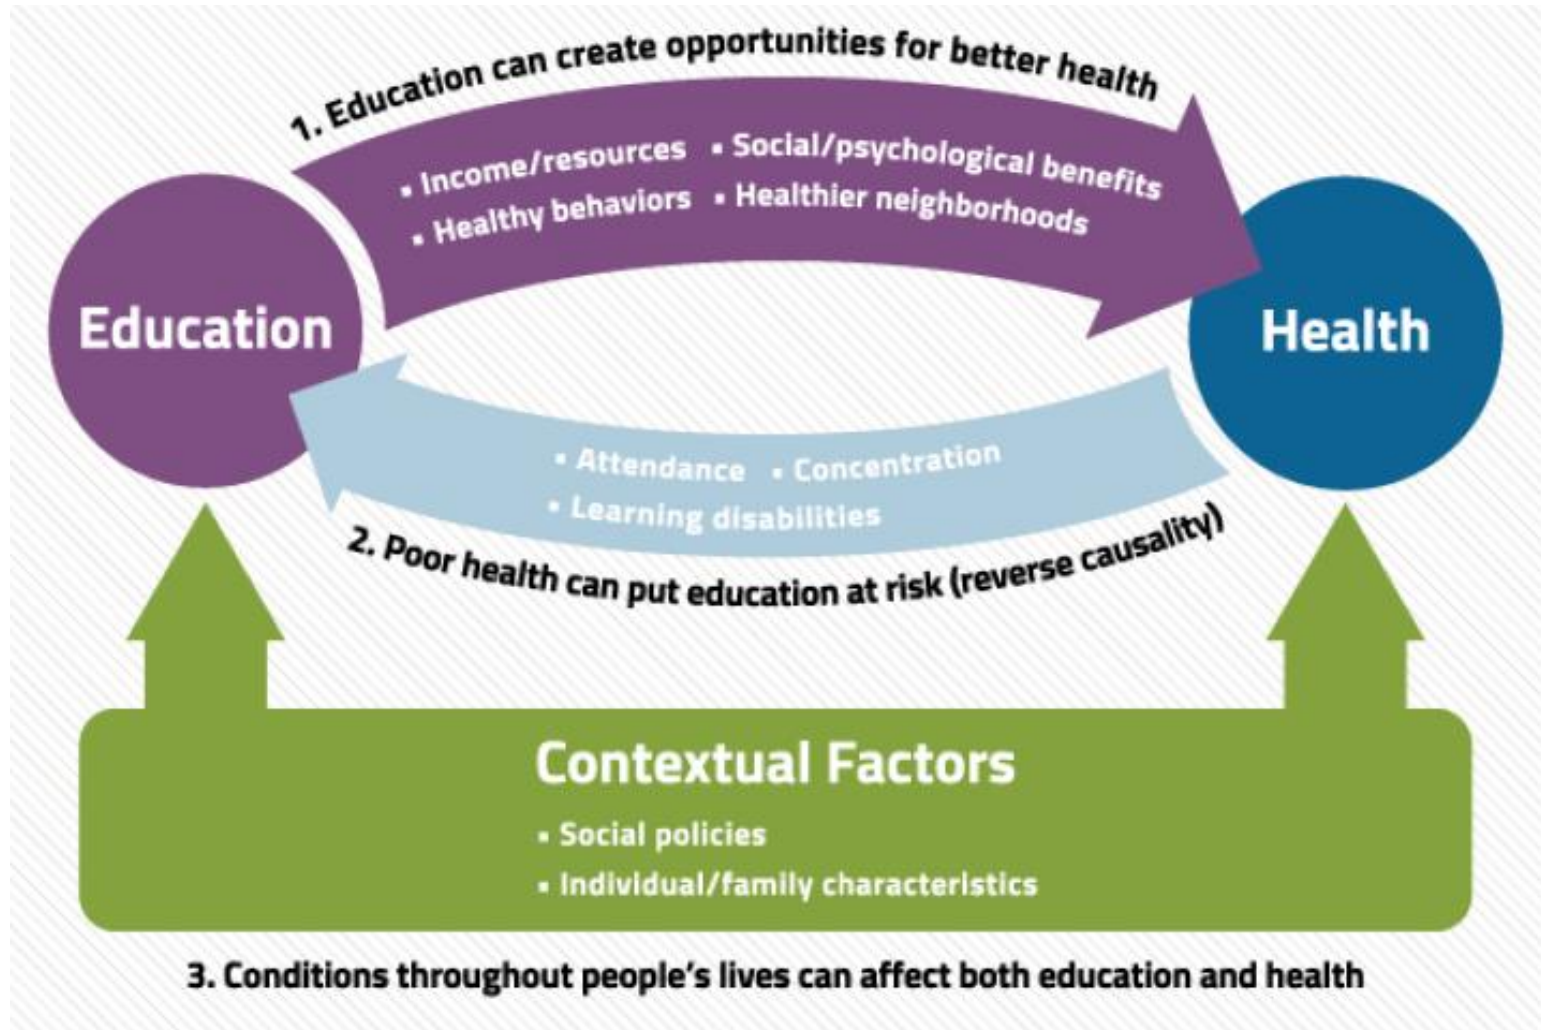 1. Education can create opportunities for better health
▪ Income/resources ▪ Social/psychological benefits
▪ Healthy behaviors ▪ Healthier neighborhoods
Education
Health
▪ Attendance ▪ Concentration
▪ Learning disabilities
2. Poor health can put education at risk (reverse causality)
Contextual Factors
▪ Social policies
▪ Individual/family characteristics
3. Conditions throughout people's lives can affect both education and health